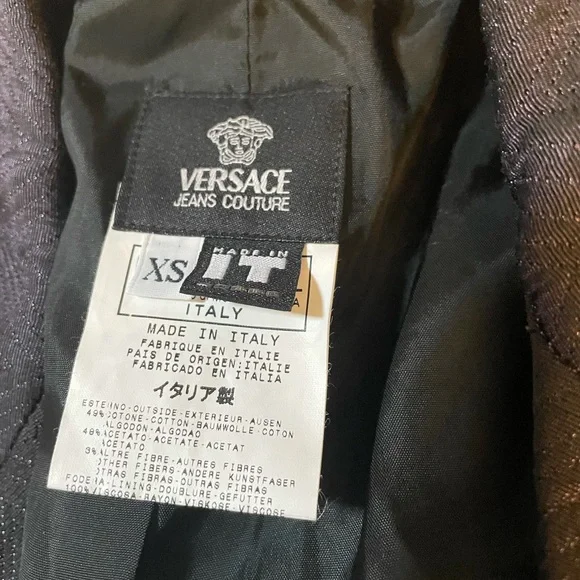 VERSACE
JEANS COUTURE
XS
MADE IN
IT
ITALY
MADE IN ITALY
FABRIQUE EN ITALIE
PAIS DE ORIGEN:ITALIE
FABRICADO EN ITALIA
イタリア製
ESTERNO-OUTSIDE-EXTERIEUR-AUSEN
49%COTONE-COTTON-BAUMWOLLE-COTON
ALGODON-ALGODAO
48%ACETATO-ACETATE-ACETAT
ACETATO
3%ALTRE FIBRE-AUTRES FIBRES
OTHER FIBERS-ANDERE KUNSTFASER
OTRAS FIBRAS-OUTRAS FIBRAS
FODERA-LINING-DOUBLURE-GEFUTTER
100%VISCOSA-RAYON-VISKOSE-VISCOSE